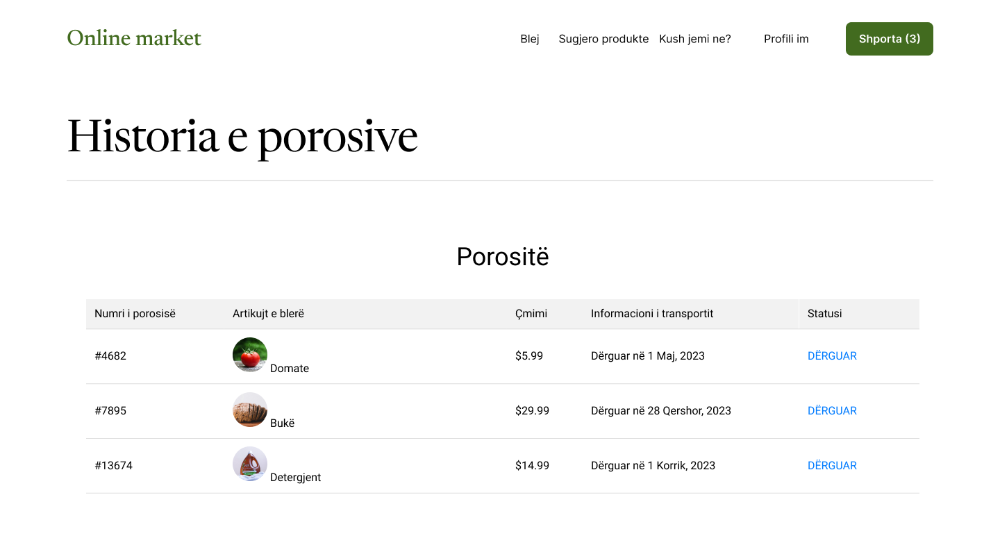 Online market
Blej Sugjero produkte Kush jemi ne? Profili im Shporta (3)
Historia e porosive
Porositë
Numri i porosisë Artikujt e blerë Çmimi Informacioni i transportit Statusi
#4682 Domate $5.99 Dërguar në 1 Maj, 2023 DËRGUAR
#7895 Bukë $29.99 Dërguar në 28 Qershor, 2023 DËRGUAR
#13674 Detergjent $14.99 Dërguar në 1 Korrik, 2023 DËRGUAR